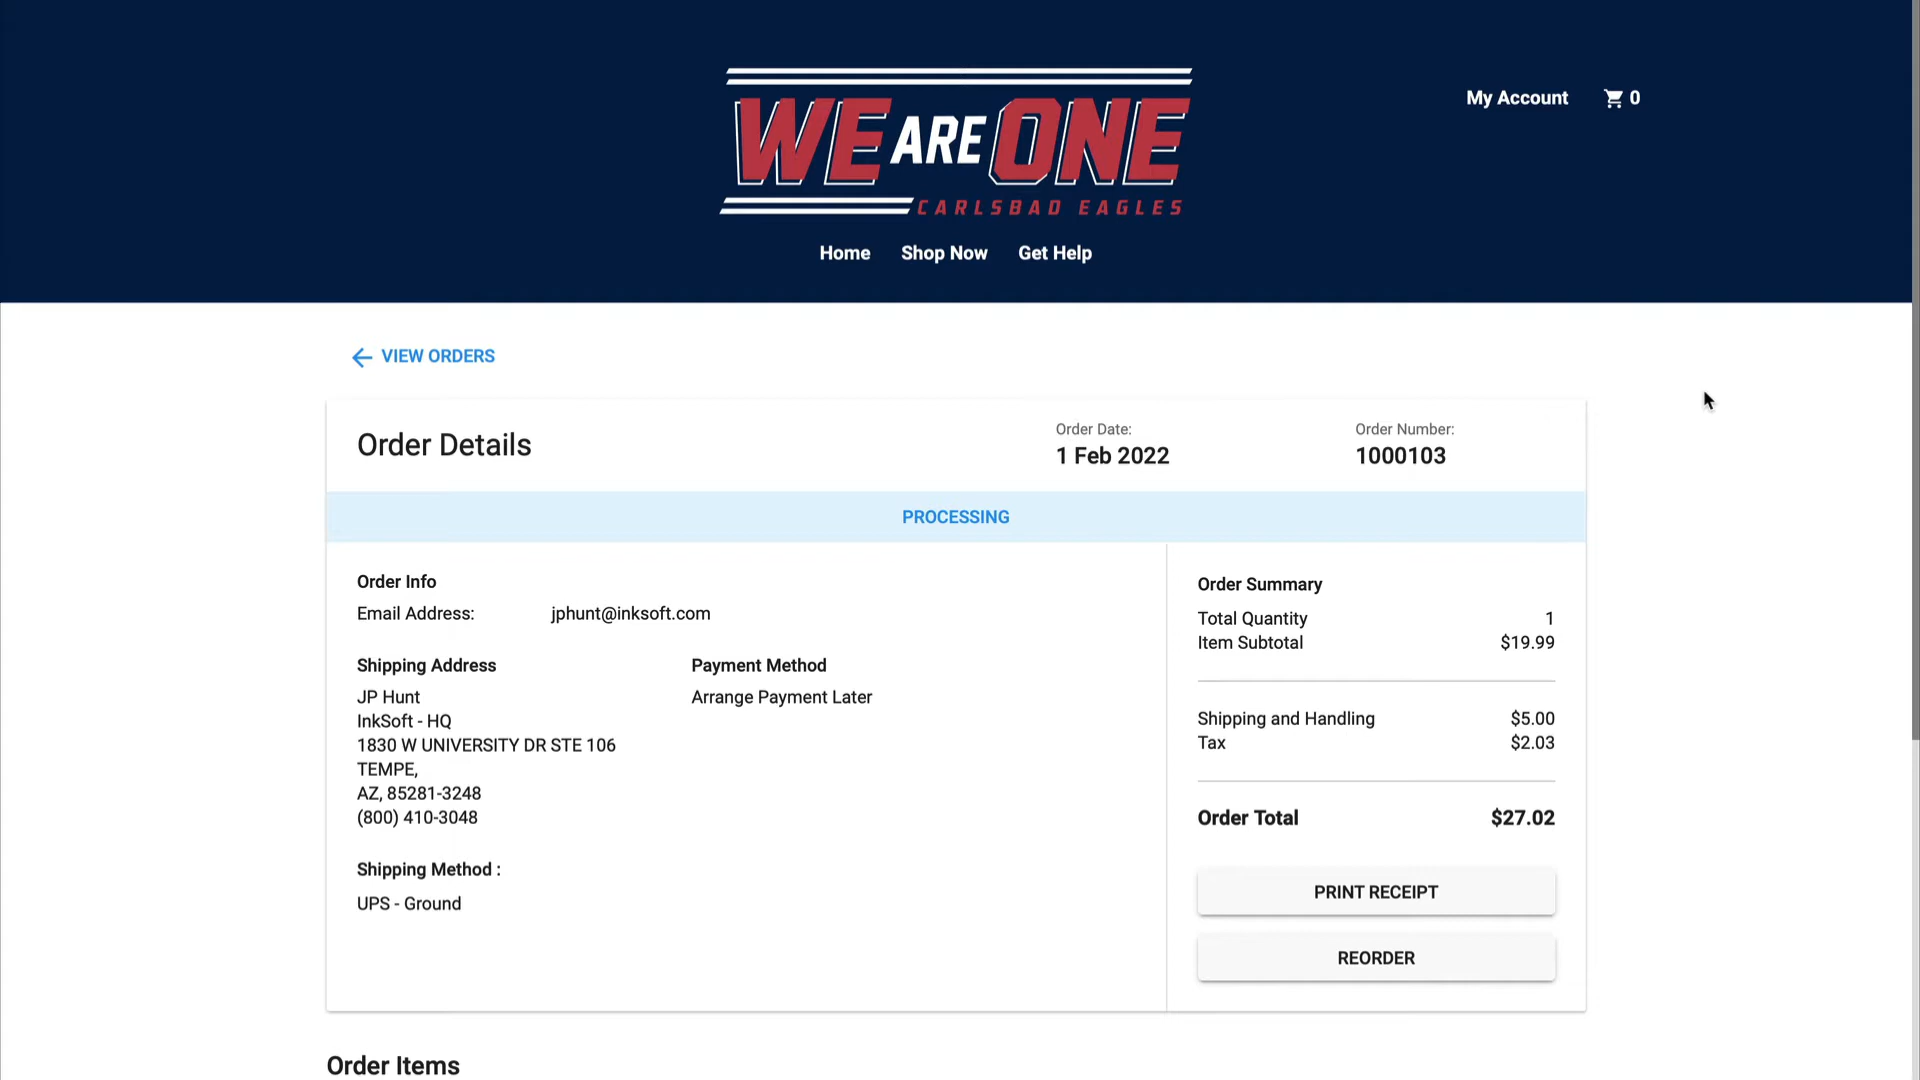 WE ARE ONE
CARLSBAD EAGLES
My Account
0
Home
Shop Now
Get Help
VIEW ORDERS
Order Details
Order Date:
1 Feb 2022
Order Number:
1000103
PROCESSING
Order Info
Email Address:
jphunt@inksoft.com
Shipping Address
JP Hunt
InkSoft - HQ
1830 W UNIVERSITY DR STE 106
TEMPE,
AZ, 85281-3248
(800) 410-3048
Payment Method
Arrange Payment Later
Shipping Method :
UPS - Ground
Order Summary
Total Quantity 1
Item Subtotal $19.99
Shipping and Handling $5.00
Tax $2.03
Order Total $27.02
PRINT RECEIPT
REORDER
Order Items